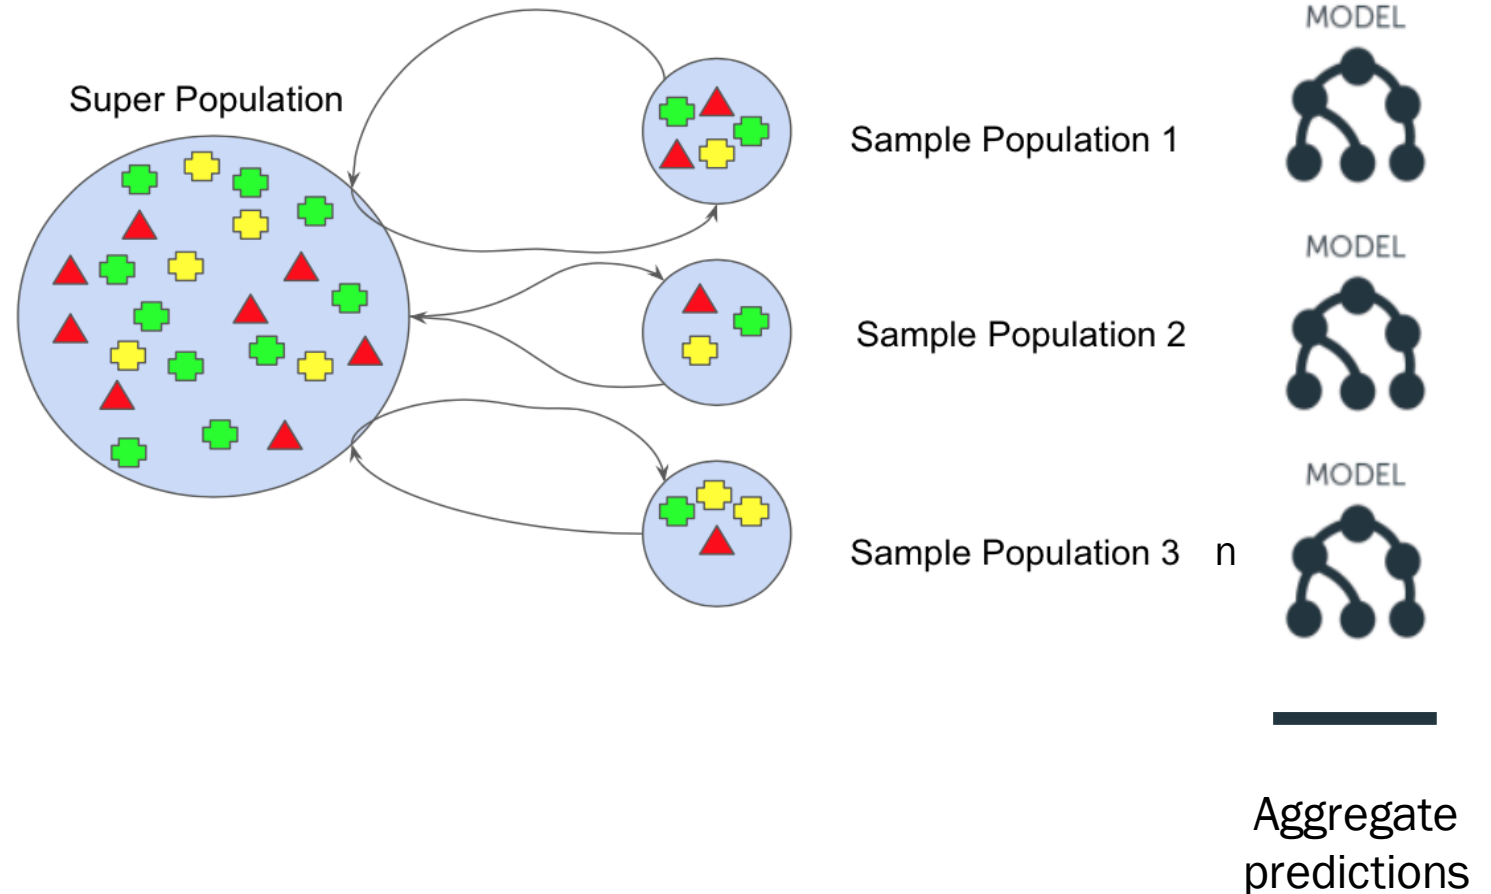 MODEL
Super Population
Sample Population 1
MODEL
Sample Population 2
MODEL
Sample Population 3 n
Aggregate
predictions